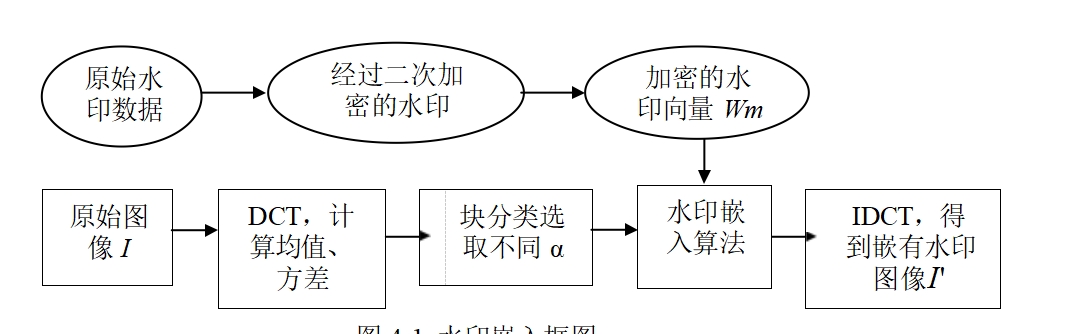 原始水
印数据
经过二次加
密的水印
加密的水
印向量 Wm
原始图
像 I
DCT，计
算均值、
方差
块分类选
取不同 α
水印嵌
入算法
IDCT，得
到嵌有水印
图像I'
图 4-1 水印嵌入框图